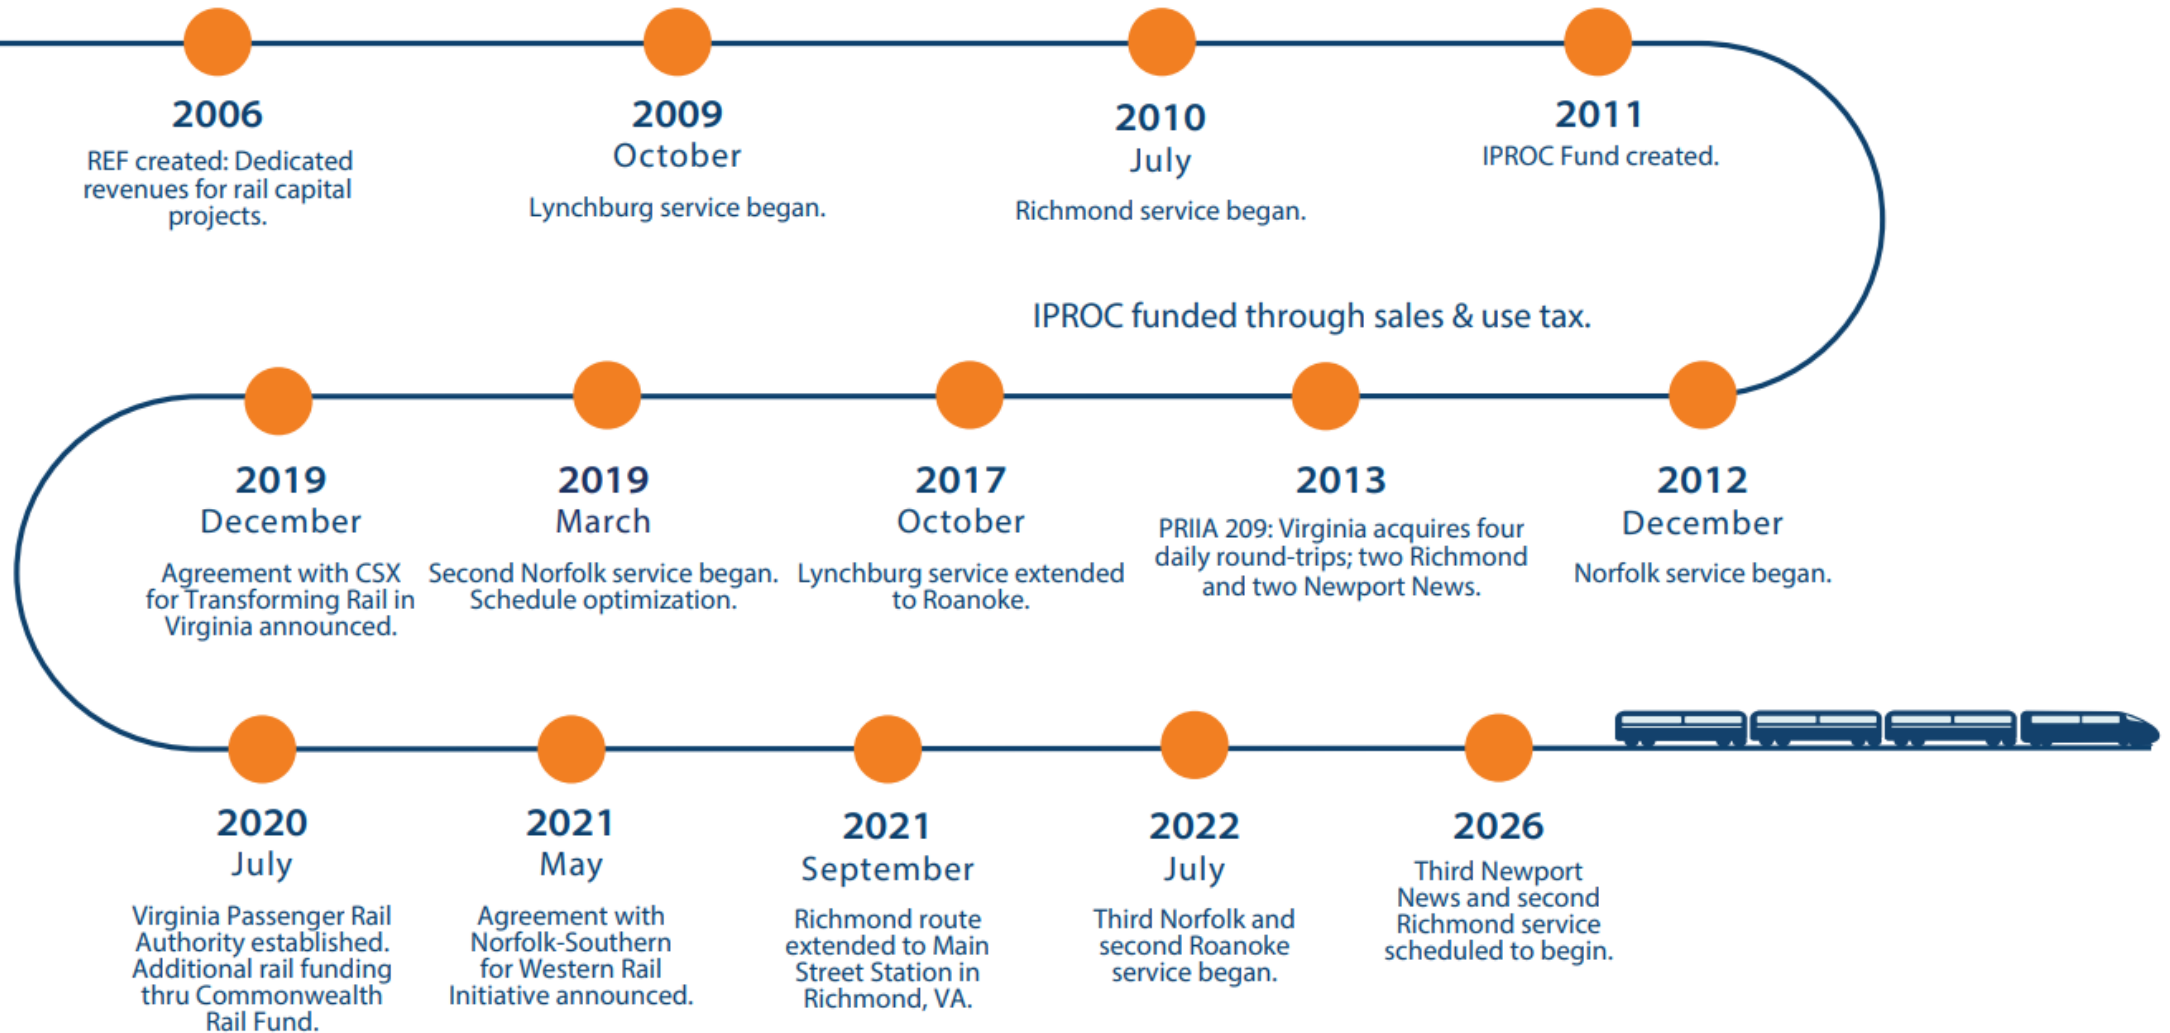 2006
REF created: Dedicated
revenues for rail capital
projects.
2009
October
Lynchburg service began.
2010
July
Richmond service began.
2011
IPROC Fund created.
IPROC funded through sales & use tax.
2019
December
Agreement with CSX
for Transforming Rail in
Virginia announced.
2019
March
Second Norfolk service began.
Schedule optimization.
2017
October
Lynchburg service extended
to Roanoke.
2013
PRIIA 209: Virginia acquires four
daily round-trips; two Richmond
and two Newport News.
2012
December
Norfolk service began.
2020
July
Virginia Passenger Rail
Authority established.
Additional rail funding
thru Commonwealth
Rail Fund.
2021
May
Agreement with
Norfolk-Southern
for Western Rail
Initiative announced.
2021
September
Richmond route
extended to Main
Street Station in
Richmond, VA.
2022
July
Third Norfolk and
second Roanoke
service began.
2026
Third Newport
News and second
Richmond service
scheduled to begin.